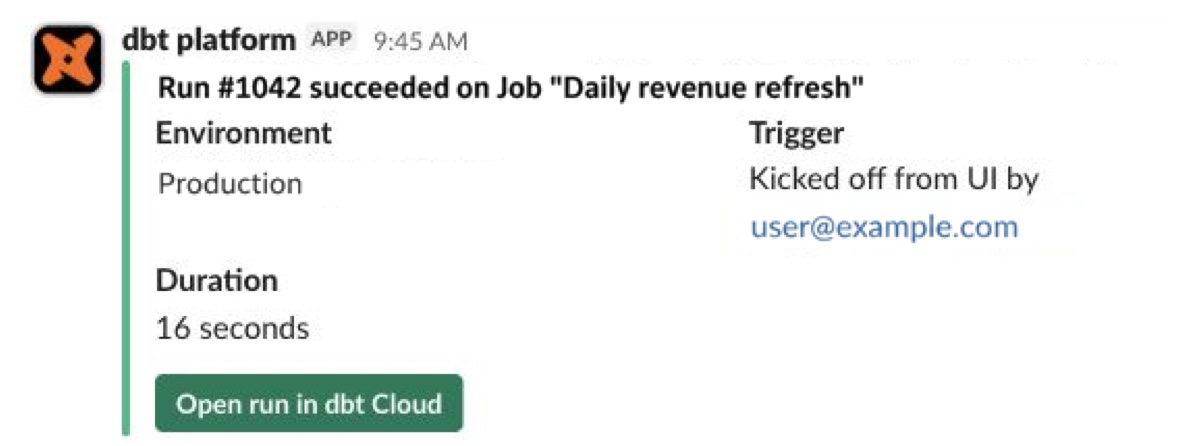 dbt platform APP 9:45 AM
Run #1042 succeeded on Job "Daily revenue refresh"
Environment
Production
Trigger
Kicked off from UI by
user@example.com
Duration
16 seconds
Open run in dbt Cloud